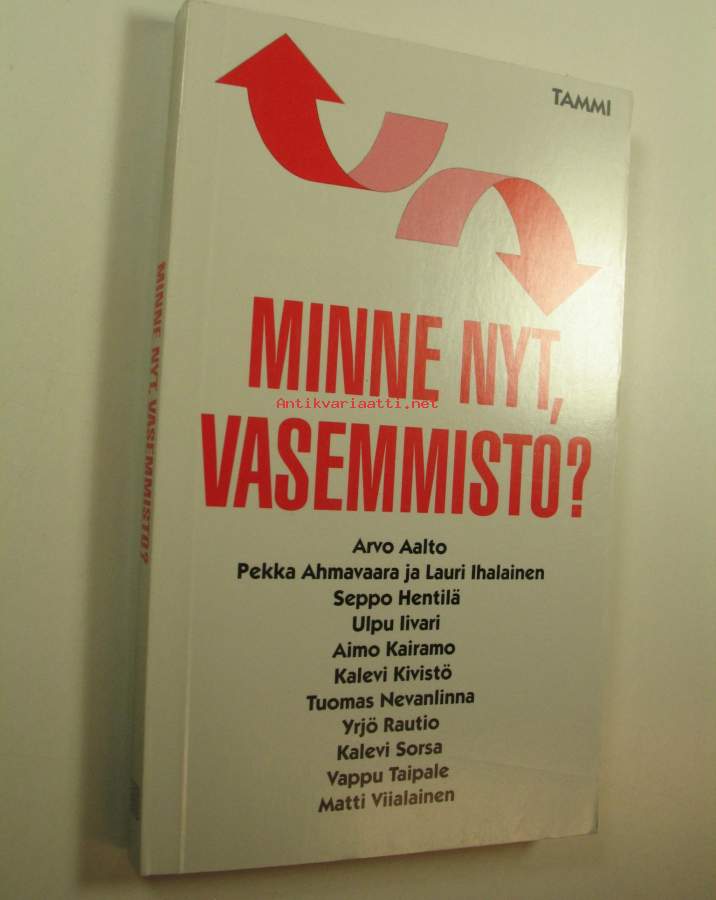 TAMMI
MINNE NYT,
Antikvariaatti.net
VASEMMISTO?
Arvo Aalto
Pekka Ahmavaara ja Lauri Ihalainen
Seppo Hentilä
Ulpu Iivari
Aimo Kairamo
Kalevi Kivistö
Tuomas Nevanlinna
Yrjö Rautio
Kalevi Sorsa
Vappu Taipale
Matti Viialainen
MINNE NYT, VASEMMISTO?